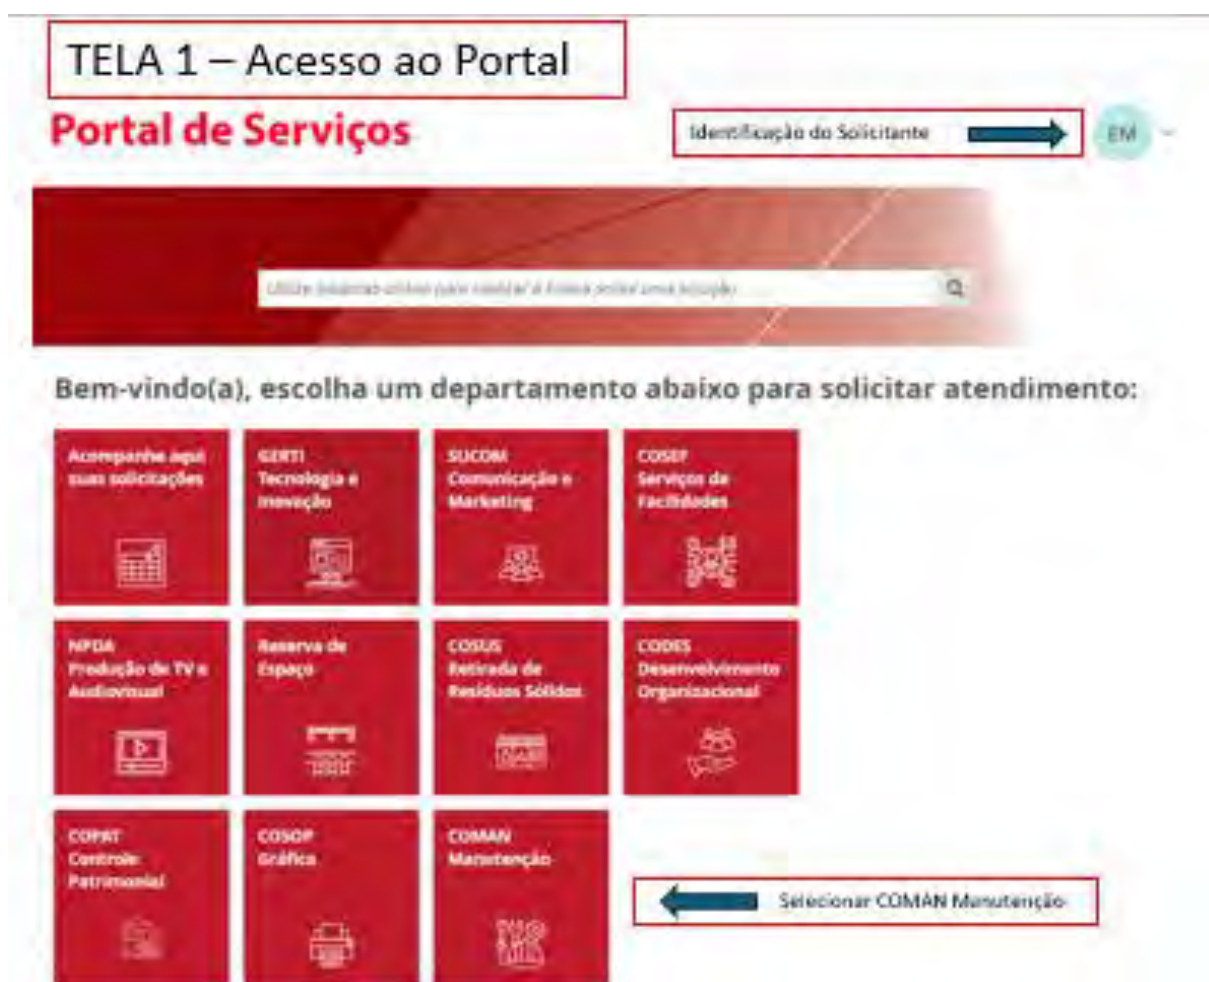 TELA 1 – Acesso ao Portal
Portal de Serviços
Identificação do Solicitante
EM
Bem-vindo(a), escolha um departamento abaixo para solicitar atendimento:
Acompanhe aqui
suas solicitações
GERTI
Tecnologia e
Inovação
SUCOM
Comunicação e
Marketing
COSEF
Serviços de
Facilidades
NPDA
Produção de TV e
Audiovisual
Reserva de
Espaço
COSUS
Retirada de
Resíduos Sólidos
CODES
Desenvolvimento
Organizacional
COPAT
Controle
Patrimonial
COSOP
Gráfica
COMAN
Manutenção
Selecionar COMAN Manutenção